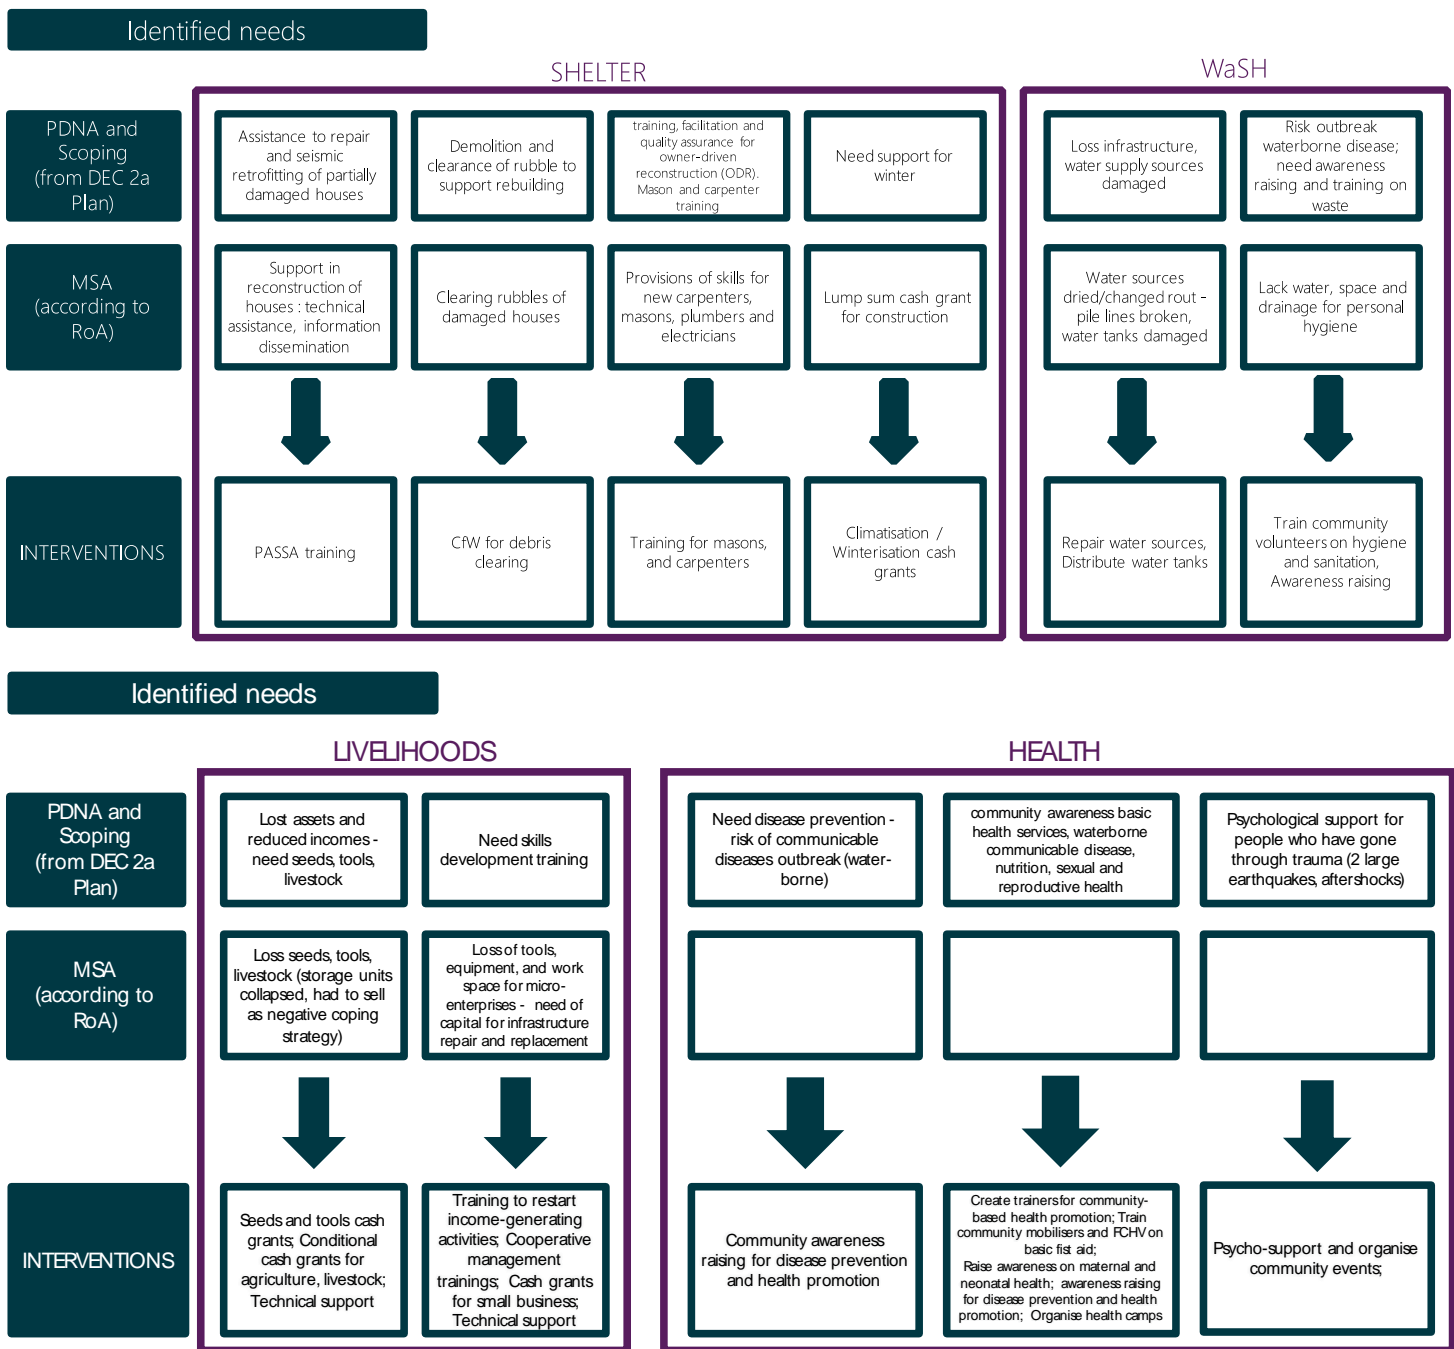 Identified needs
SHELTER
WaSH
PDNA and
Scoping
(from DEC 2a
Plan)
Assistance to repair
and seismic
retrofitting of partially
damaged houses
Demolition and
clearance of rubble to
support rebuilding
training, facilitation and
quality assurance for
owner-driven
reconstruction (ODR).
Mason and carpenter
training
Need support for
winter
Loss infrastructure,
water supply sources
damaged
Risk outbreak
waterborne disease;
need awareness
raising and training on
waste
MSA
(according to
RoA)
Support in
reconstruction of
houses : technical
assistance, information
dissemination
Clearing rubbles of
damaged houses
Provisions of skills for
new carpenters,
masons, plumbers and
electricians
Lump sum cash grant
for construction
Water sources
dried/changed rout -
pile lines broken,
water tanks damaged
Lack water, space and
drainage for personal
hygiene
INTERVENTIONS
PASSA training
CfW for debris
clearing
Training for masons,
and carpenters
Climatisation /
Winterisation cash
grants
Repair water sources,
Distribute water tanks
Train community
volunteers on hygiene
and sanitation,
Awareness raising
Identified needs
LIVELIHOODS
HEALTH
PDNA and
Scoping
(from DEC 2a
Plan)
Lost assets and
reduced incomes -
need seeds, tools,
livestock
Need skills
development training
Need disease prevention -
risk of communicable
diseases outbreak (water-
borne)
community awareness basic
health services, waterborne
communicable disease,
nutrition, sexual and
reproductive health
Psychological support for
people who have gone
through trauma (2 large
earthquakes, aftershocks)
MSA
(according to
RoA)
Loss seeds, tools,
livestock (storage units
collapsed, had to sell
as negative coping
strategy)
Loss of tools,
equipment, and work
space for micro-
enterprises - need of
capital for infrastructure
repair and replacement
INTERVENTIONS
Seeds and tools cash
grants; Conditional
cash grants for
agriculture, livestock;
Technical support
Training to restart
income-generating
activities; Cooperative
management
trainings; Cash grants
for small business;
Technical support
Community awareness
raising for disease prevention
and health promotion
Create trainers for community-
based health promotion; Train
community mobilisers and FCHV on
basic fist aid;
Raise awareness on maternal and
neonatal health; awareness raising
for disease prevention and health
promotion; Organise health camps
Psycho-support and organise
community events;